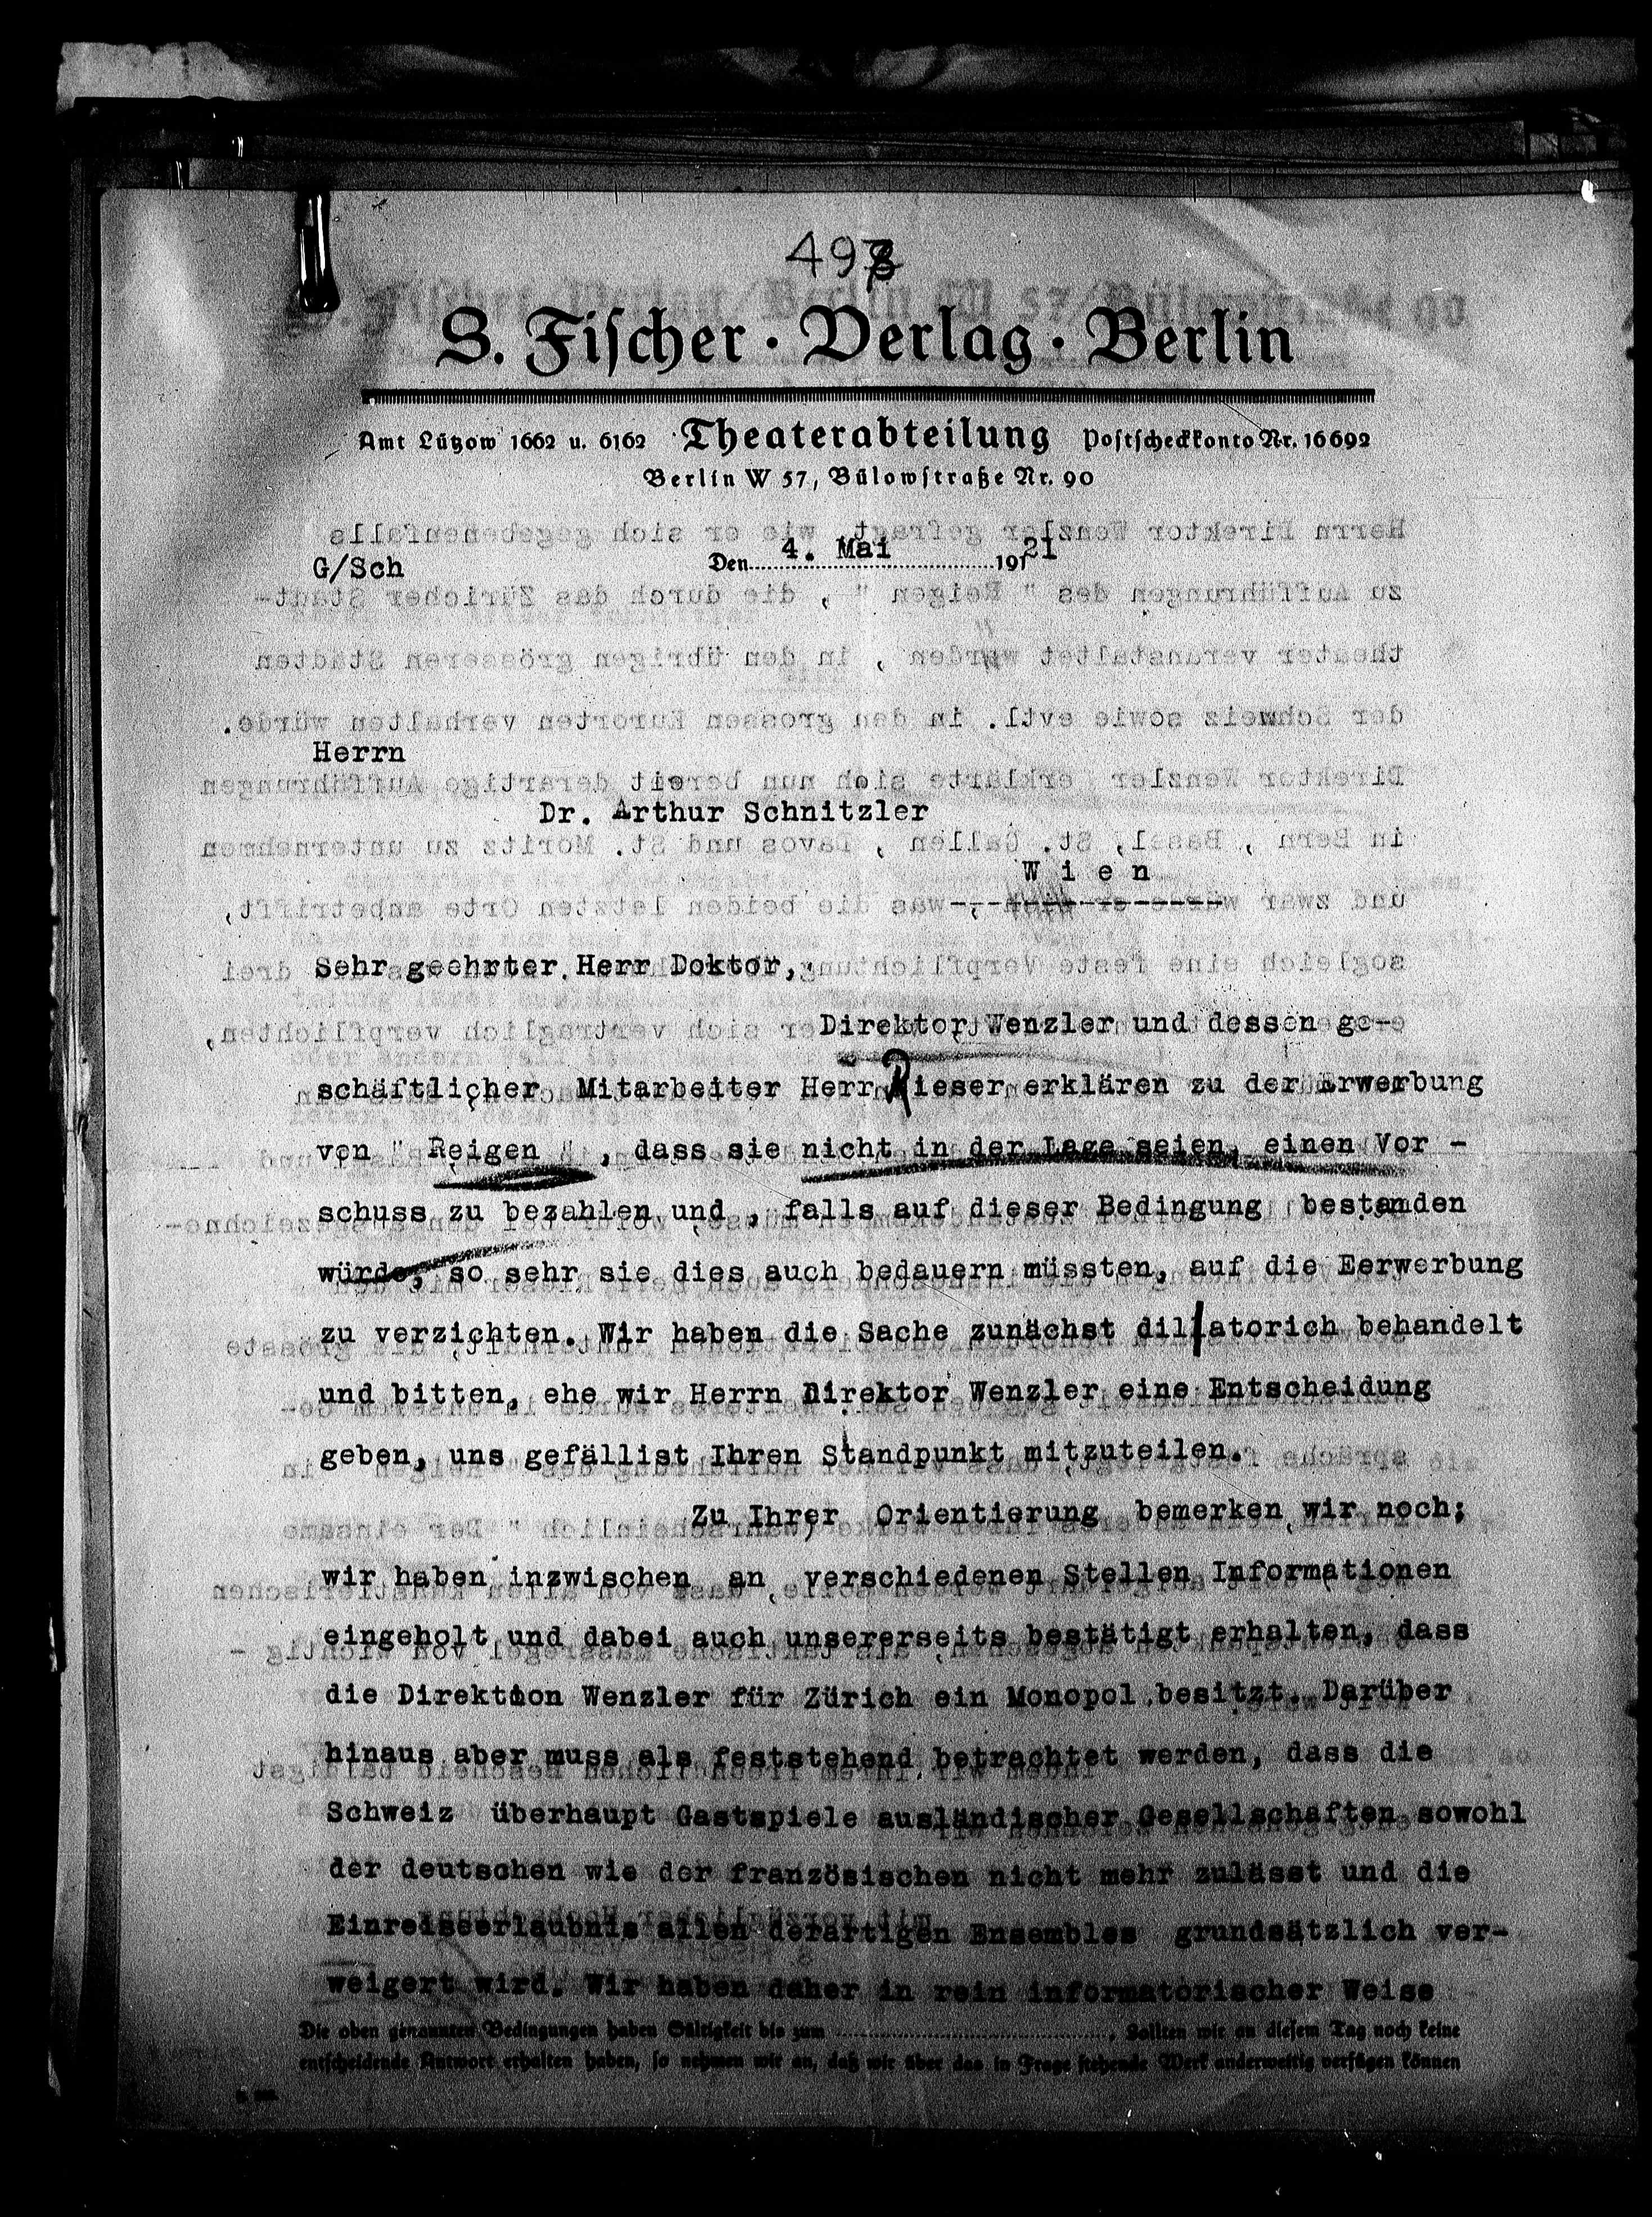 497
S. Fischer · Verlag · Berlin
Amt Lützow 1662 u. 6162 Theaterabteilung Postscheckkonto Nr. 16692
Berlin W 57, Bülowstraße Nr. 90
G/Sch Den 4. Mai 19121
Herrn
Dr. Arthur Schnitzler
W i e n
Sehr geehrter Herr Doktor,
Direktor Wenzler und dessen ge-
schäftlicher Mitarbeiter Herr Rieser erklären zu der Erwerbung
von " Reigen " , dass sie nicht in der Lage seien, einen Vor -
schuss zu bezahlen und , falls auf dieser Bedingung bestanden
würde, so sehr sie dies auch bedauern müssten, auf die Eerwerbung
zu verzichten. Wir haben die Sache zunächst dillatorich behandelt
und bitten, ehe wir Herrn Direktor Wenzler eine Entscheidung
geben, uns gefällist Ihren Standpunkt mitzuteilen.
Zu Ihrer Orientierung bemerken wir noch;
wir haben inzwischen an verschiedenen Stellen Informationen
eingeholt und dabei auch unsererseits bestätigt erhalten, dass
die Direktion Wenzler für Zürich ein Monopol besitzt. Darüber
hinaus aber muss als feststehend betrachtet werden, dass die
Schweiz überhaupt Gastspiele ausländischer Gesellschaften sowohl
der deutschen wie der französischen nicht mehr zulässt und die
Einreiseerlaubnis allen derartigen Ensembles grundsätzlich ver-
weigert wird. Wir haben daher in rein informatorischer Weise
Die oben genannten Bedingungen haben Gültigkeit bis zum ........ . Sollten wir an diesem Tag noch keine
entscheidende Antwort erhalten haben, so nehmen wir an, daß wir über das in Frage stehende Werk anderweitig verfügen können